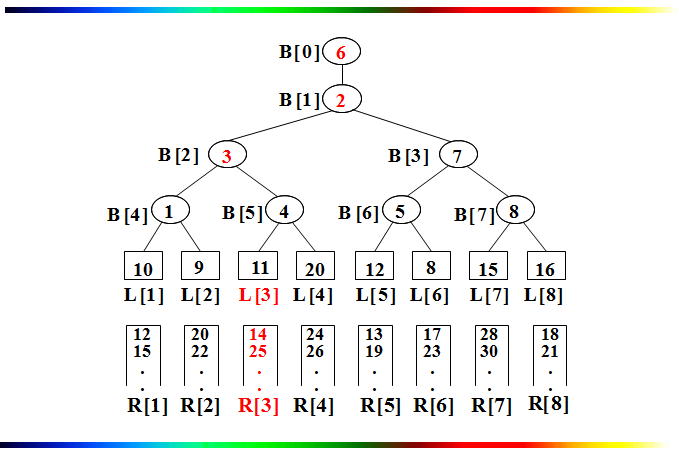 B[0] 6
B[1] 2
B[2] 3 B[3] 7
B[4] 1 B[5] 4 B[6] 5 B[7] 8
10 9 11 20 12 8 15 16
L[1] L[2] L[3] L[4] L[5] L[6] L[7] L[8]
12 20 14 24 13 17 28 18
15 22 25 26 19 23 30 21
. . . . . . . .
. . . . . . . .
R[1] R[2] R[3] R[4] R[5] R[6] R[7] R[8]